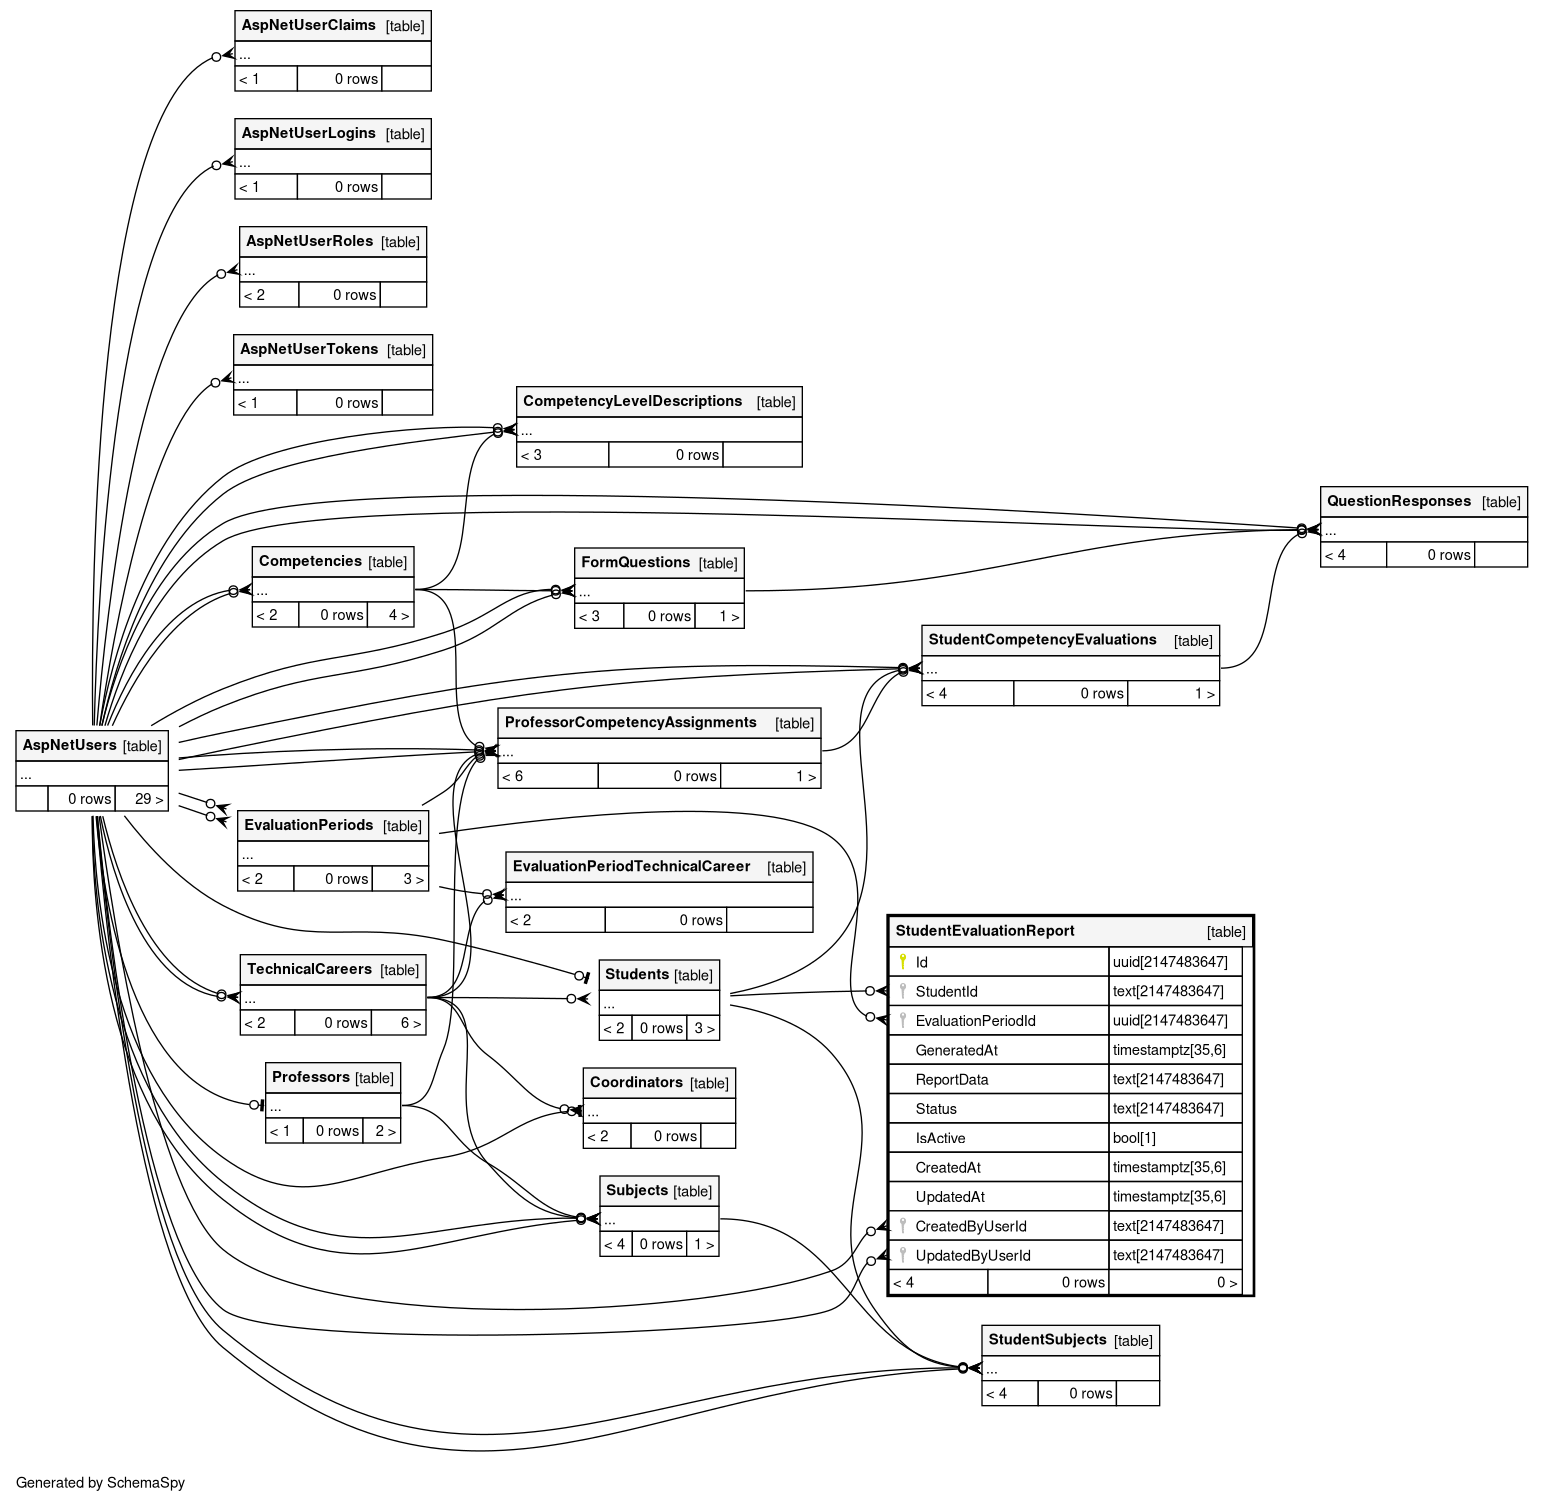 AspNetUserClaims [table]
...
< 1 0 rows
AspNetUserLogins [table]
...
< 1 0 rows
AspNetUserRoles [table]
...
< 2 0 rows
AspNetUserTokens [table]
...
< 1 0 rows
CompetencyLevelDescriptions [table]
...
< 3 0 rows
QuestionResponses [table]
...
< 4 0 rows
Competencies [table]
...
< 2 0 rows 4 >
FormQuestions [table]
...
< 3 0 rows 1 >
StudentCompetencyEvaluations [table]
...
< 4 0 rows 1 >
ProfessorCompetencyAssignments [table]
...
< 6 0 rows 1 >
AspNetUsers [table]
...
0 rows 29 >
EvaluationPeriods [table]
...
< 2 0 rows 3 >
EvaluationPeriodTechnicalCareer [table]
...
< 2 0 rows
StudentEvaluationReport [table]
Id uuid[2147483647]
StudentId text[2147483647]
EvaluationPeriodId uuid[2147483647]
GeneratedAt timestamptz[35,6]
ReportData text[2147483647]
Status text[2147483647]
IsActive bool[1]
CreatedAt timestamptz[35,6]
UpdatedAt timestamptz[35,6]
CreatedByUserId text[2147483647]
UpdatedByUserId text[2147483647]
< 4 0 rows 0 >
TechnicalCareers [table]
...
< 2 0 rows 6 >
Students [table]
...
< 2 0 rows 3 >
Professors [table]
...
< 1 0 rows 2 >
Coordinators [table]
...
< 2 0 rows
Subjects [table]
...
< 4 0 rows 1 >
StudentSubjects [table]
...
< 4 0 rows
Generated by SchemaSpy